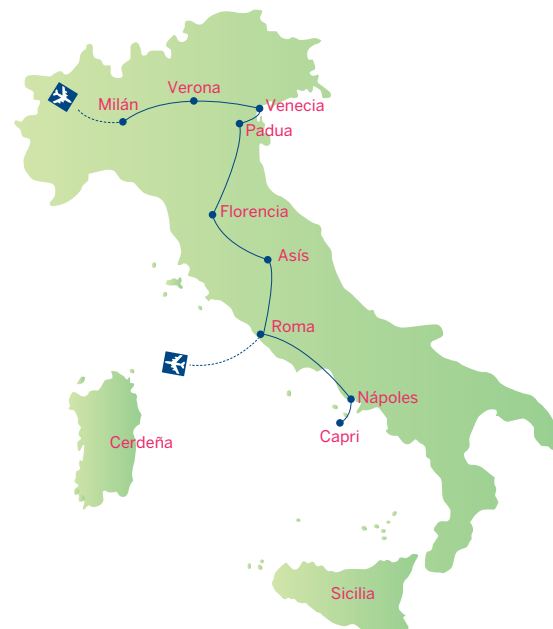 Verona
Milán
Venecia
Padua
Florencia
Asís
Roma
Nápoles
Capri
Cerdeña
Sicilia